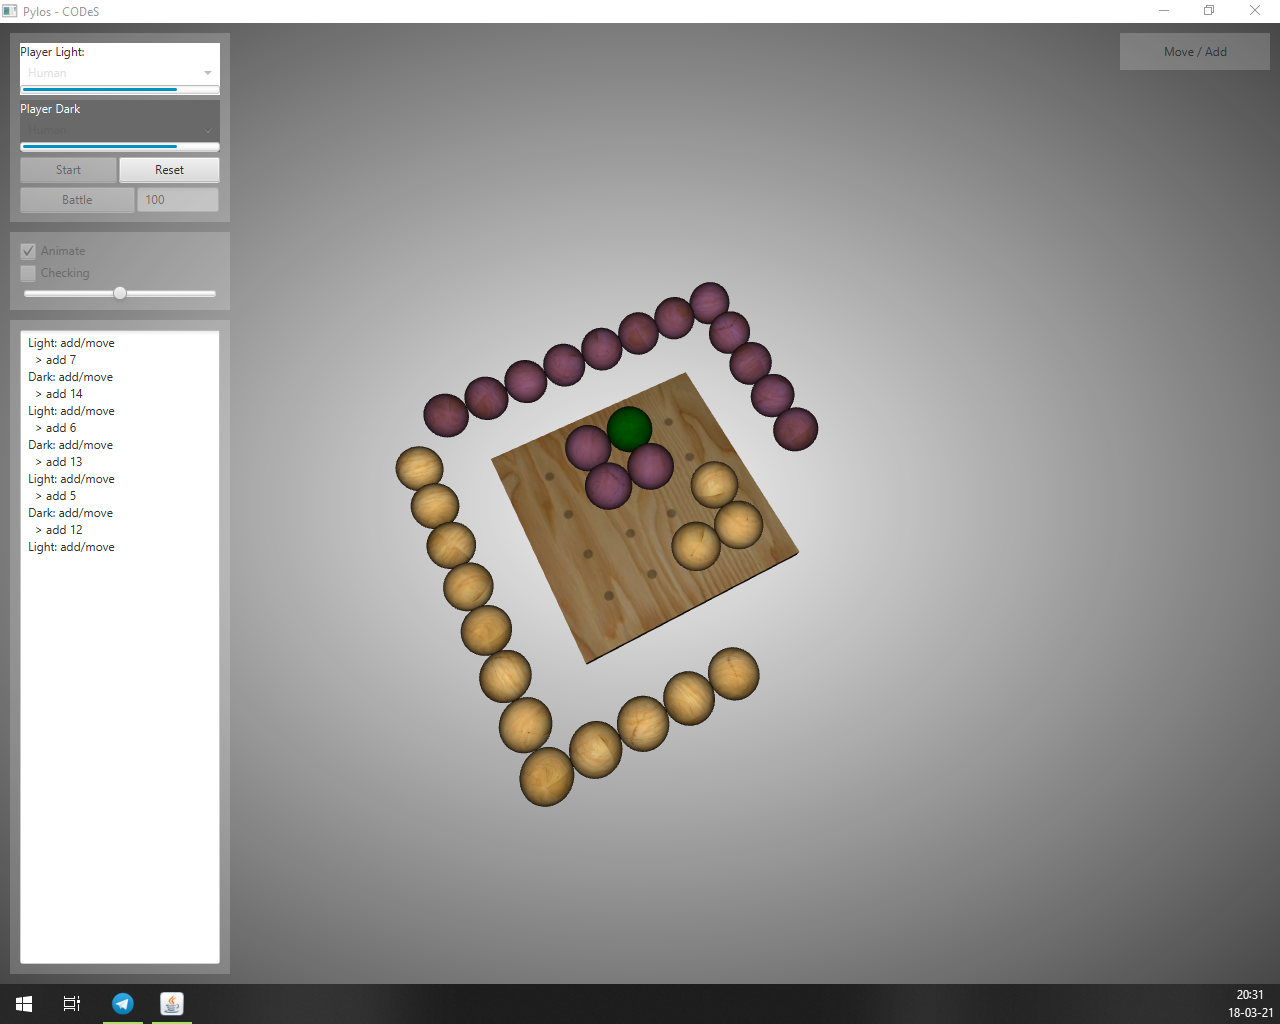 Pylos - CODeS
Player Light:
Human
Player Dark
Human
Start
Reset
Battle
100
Animate
Checking
Light: add/move
> add 7
Dark: add/move
> add 14
Light: add/move
> add 6
Dark: add/move
> add 13
Light: add/move
> add 5
Dark: add/move
> add 12
Light: add/move
Move / Add
20:31
18-03-21